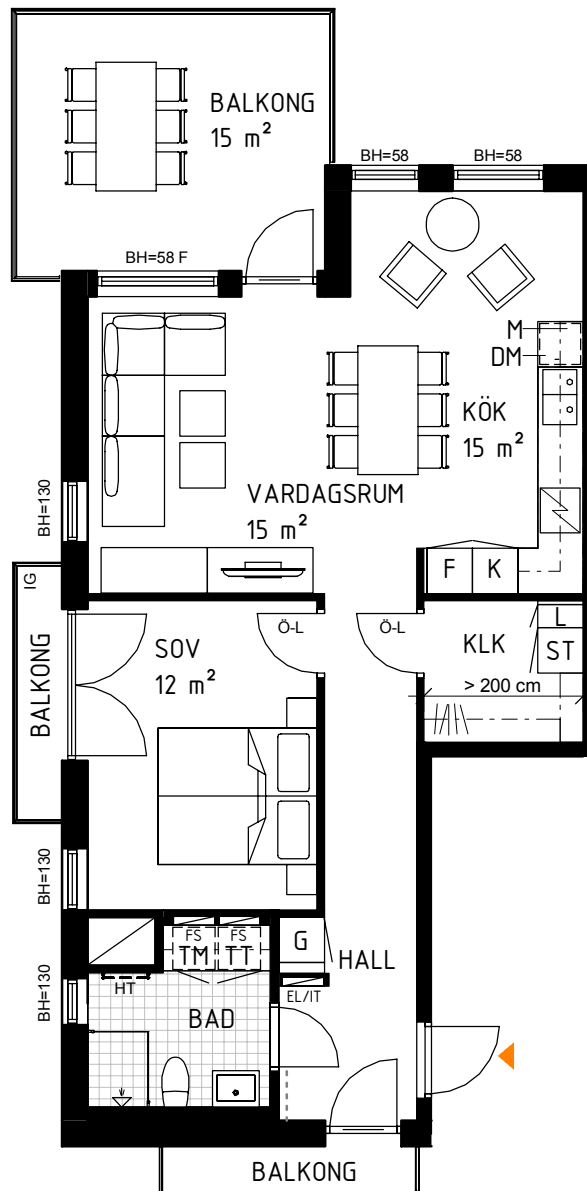 BALKONG
15 m²
BH=58
BH=58
BH=58 F
M
DM
KÖK
15 m²
BH=130
VARDAGSRUM
15 m²
F
K
IG
BALKONG
SOV
12 m²
Ö-L
Ö-L
KLK
L
ST
> 200 cm
BH=130
FS
FS
TM
TT
G
HALL
BH=130
HT
EL/IT
BAD
BALKONG